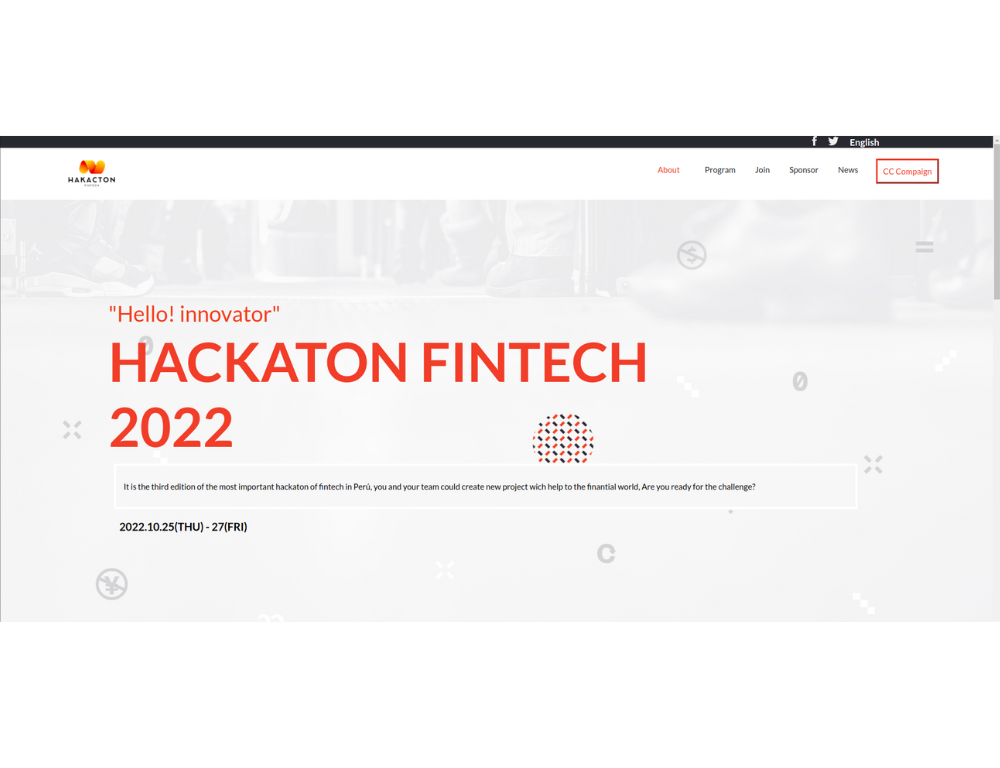 English
HAKACTON
About
Program
Join
Sponsor
News
CC Compaign
"Hello! innovator"
HACKATON FINTECH
2022
It is the third edition of the most important hackaton of fintech in Perú, you and your team could create new project wich help to the finantial world, Are you ready for the challenge?
2022.10.25(THU) - 27(FRI)